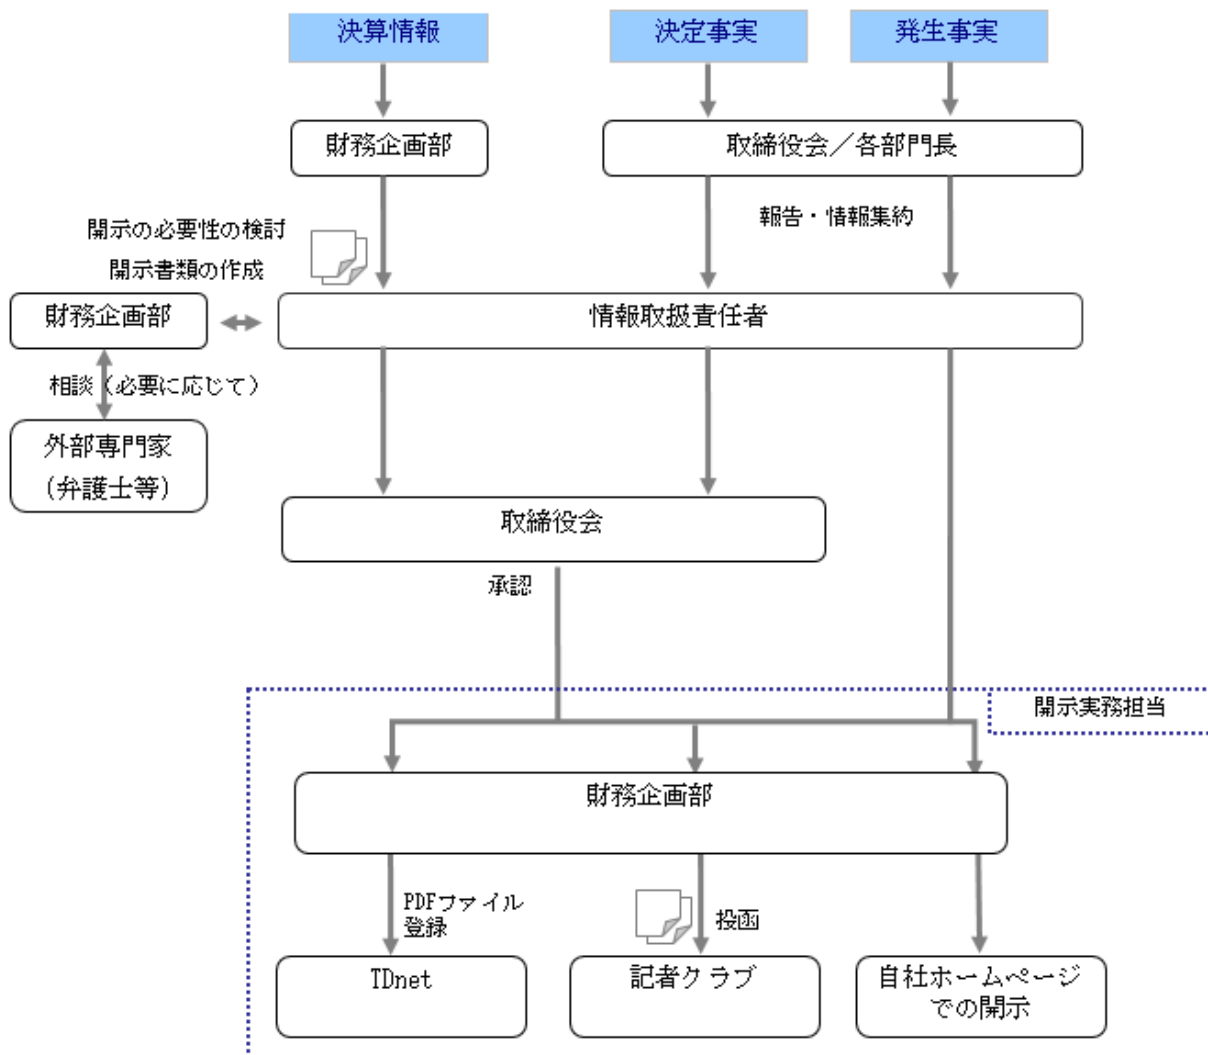 決算情報
決定事実
発生事実
財務企画部
取締役会／各部門長
開示の必要性の検討
開示書類の作成
報告・情報集約
財務企画部
情報取扱責任者
相談（必要に応じて）
外部専門家
(弁護士等)
取締役会
承認
開示実務担当
財務企画部
PDFファイル
登録
投函
TDnet
記者クラブ
自社ホームページ
での開示